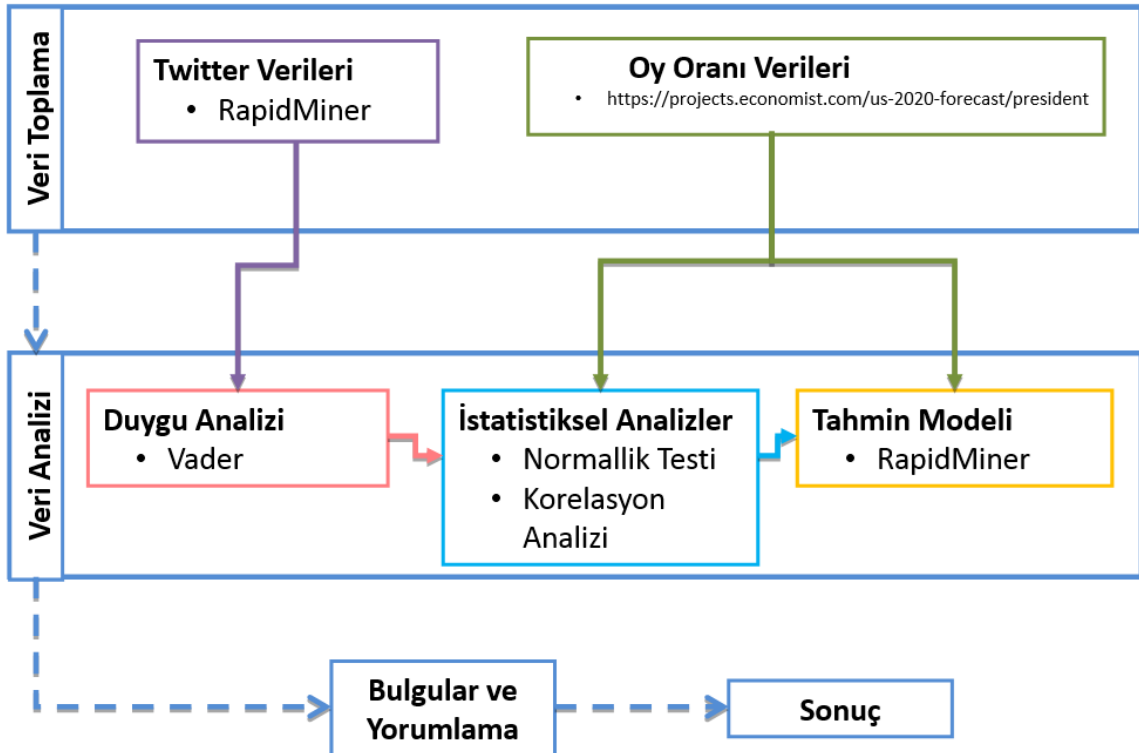 Veri Toplama
Twitter Verileri
• RapidMiner
Oy Oranı Verileri
• https://projects.economist.com/us-2020-forecast/president
Veri Analizi
Duygu Analizi
• Vader
İstatistiksel Analizler
• Normallik Testi
• Korelasyon
Analizi
Tahmin Modeli
• RapidMiner
Bulgular ve
Yorumlama
Sonuç